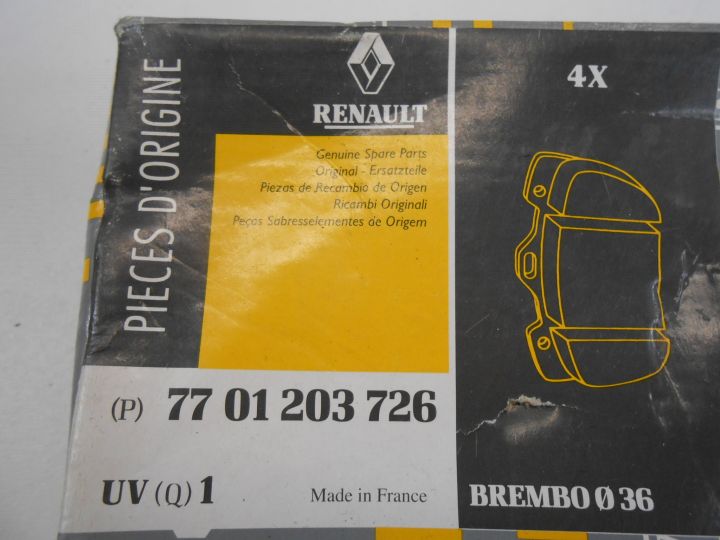 PIECES D'ORIGINE
RENAULT
Genuine Spare Parts
Original - Ersatzteile
Piezas de Recambio de Origen
Ricambi Originali
Peças Sabresselementes de Origem
(P) 77 01 203 726
UV (Q) 1
Made in France
4X
BREMBO Ø 36